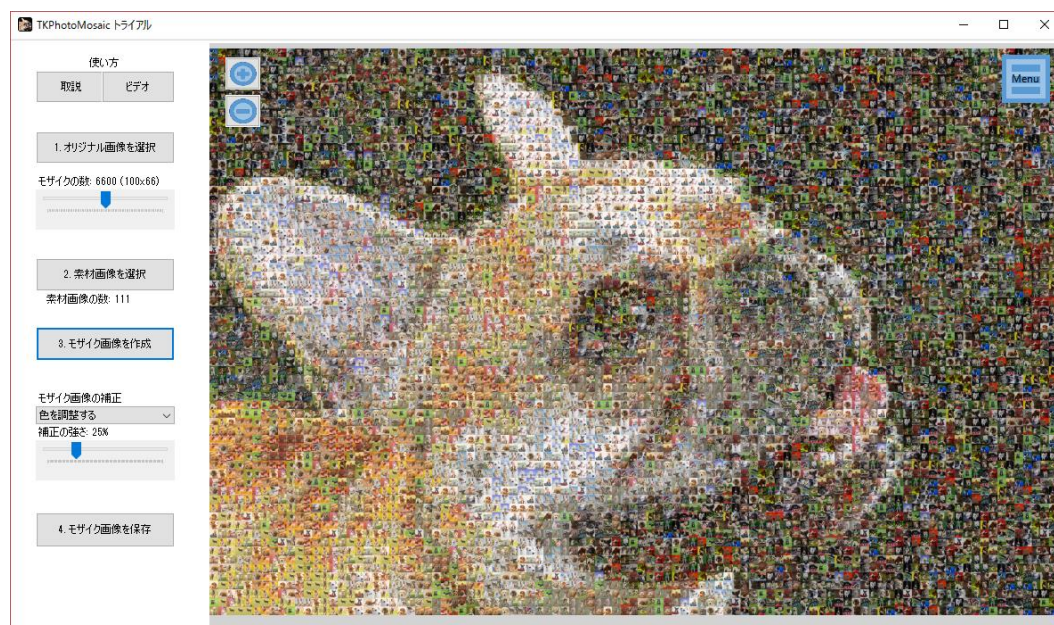 TKPhotoMosaic トライアル
使い方
取説
ビデオ
1. オリジナル画像を選択
モザイクの数: 6600 (100x66)
2. 素材画像を選択
素材画像の数: 111
3. モザイク画像を作成
モザイク画像の補正
色を調整する
補正の強さ: 25%
4. モザイク画像を保存
Menu